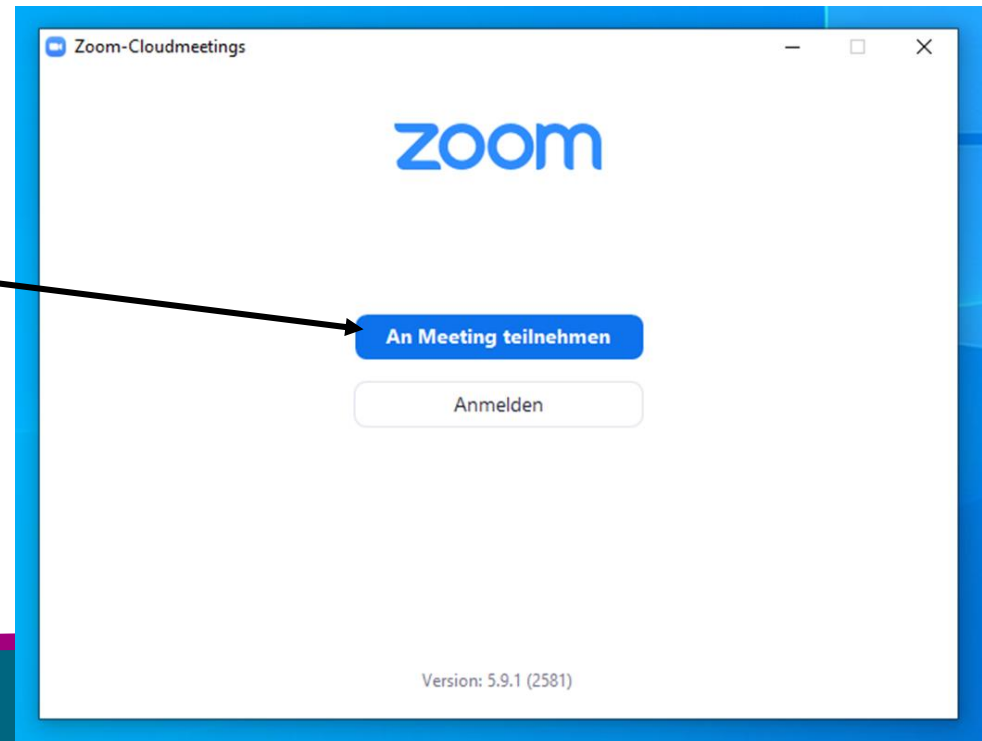 Zoom-Cloudmeetings
zoom
An Meeting teilnehmen
Anmelden
Version: 5.9.1 (2581)